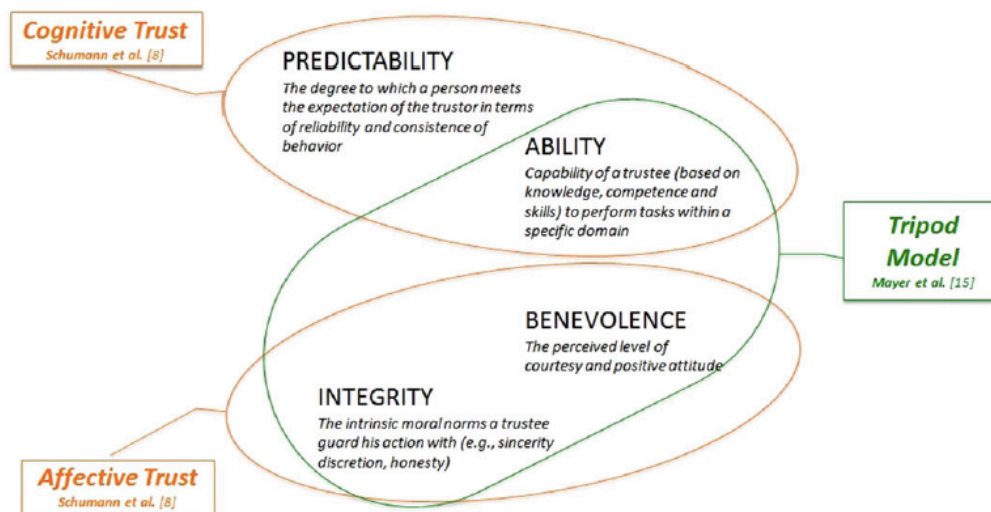 Cognitive Trust
Schumann et al. [8]
PREDICTABILITY
The degree to which a person meets
the expectation of the trustor in terms
of reliability and consistence of
behavior
ABILITY
Capability of a trustee (based on
knowledge, competence and
skills) to perform tasks within a
specific domain
Tripod
Model
Mayer et al. [15]
BENEVOLENCE
The perceived level of
courtesy and positive attitude
INTEGRITY
The intrinsic moral norms a trustee
guard his action with (e.g., sincerity
discretion, honesty)
Affective Trust
Schumann et al. [8]